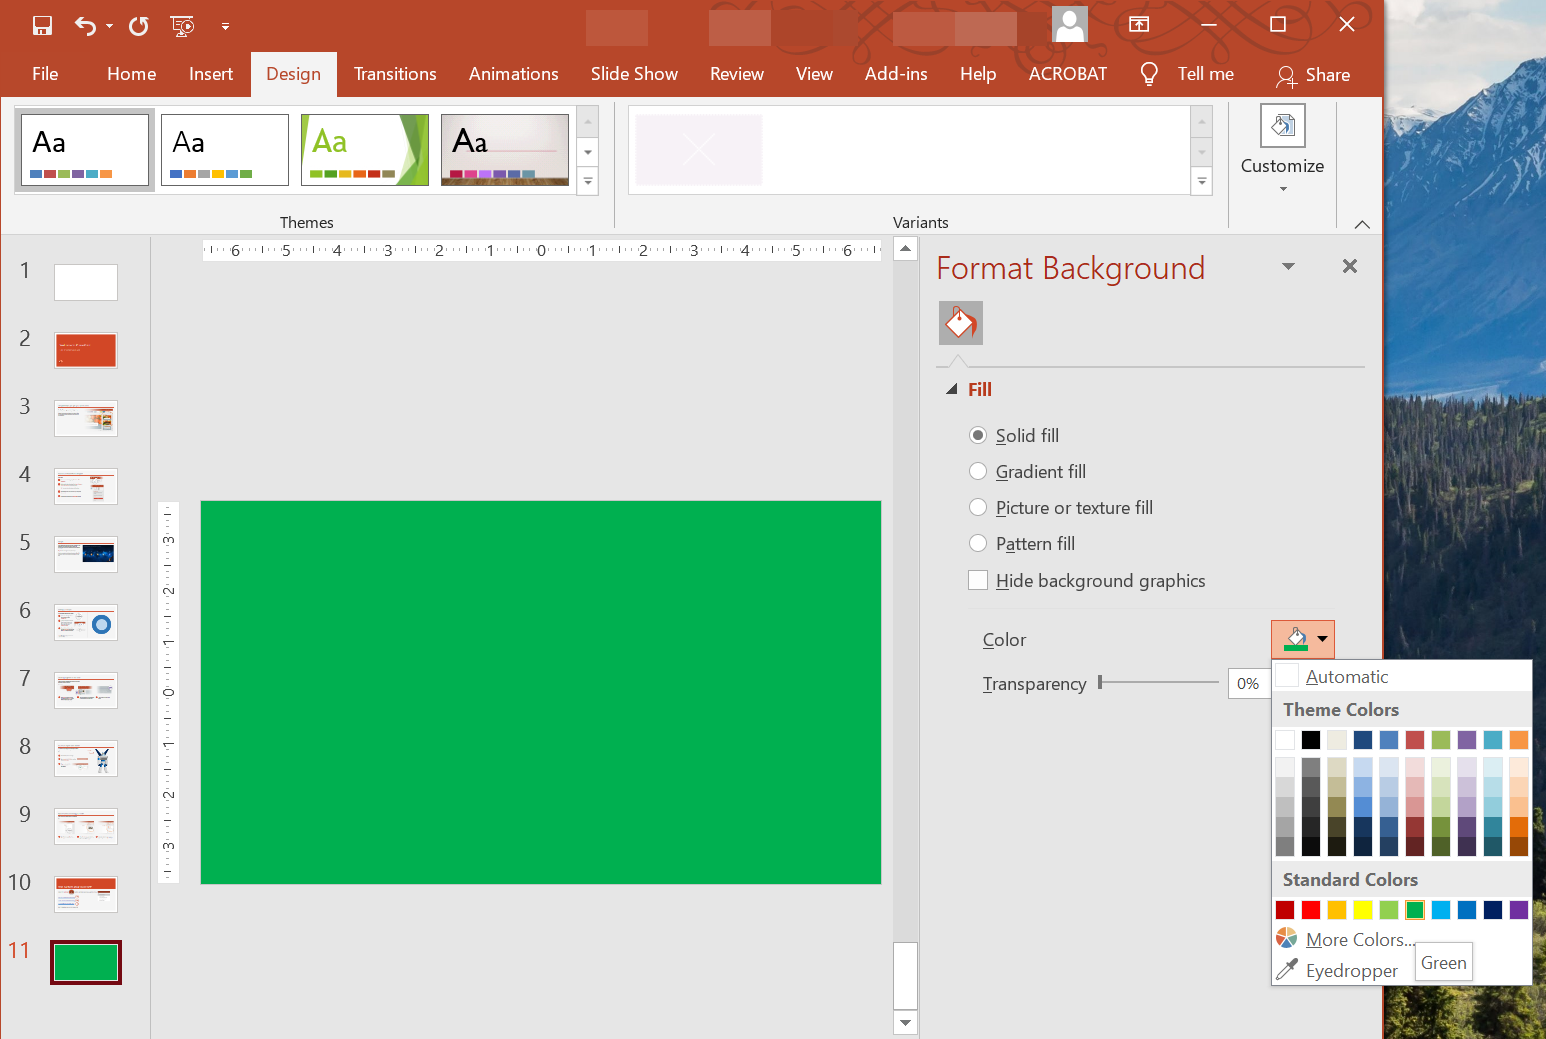 File Home Insert Design Transitions Animations Slide Show Review View Add-ins Help ACROBAT Tell me Share
Aa Aa Aa Aa
Customize
Themes Variants
6 5 4 3 2 1 0 1 2 3 4 5 6
3
2
1
0
1
2
3
1
2
3
4
5
6
7
8
9
10
11
Format Background
Fill
Solid fill
Gradient fill
Picture or texture fill
Pattern fill
Hide background graphics
Color
Transparency 0%
Automatic
Theme Colors
Standard Colors
More Colors...
Eyedropper
Green